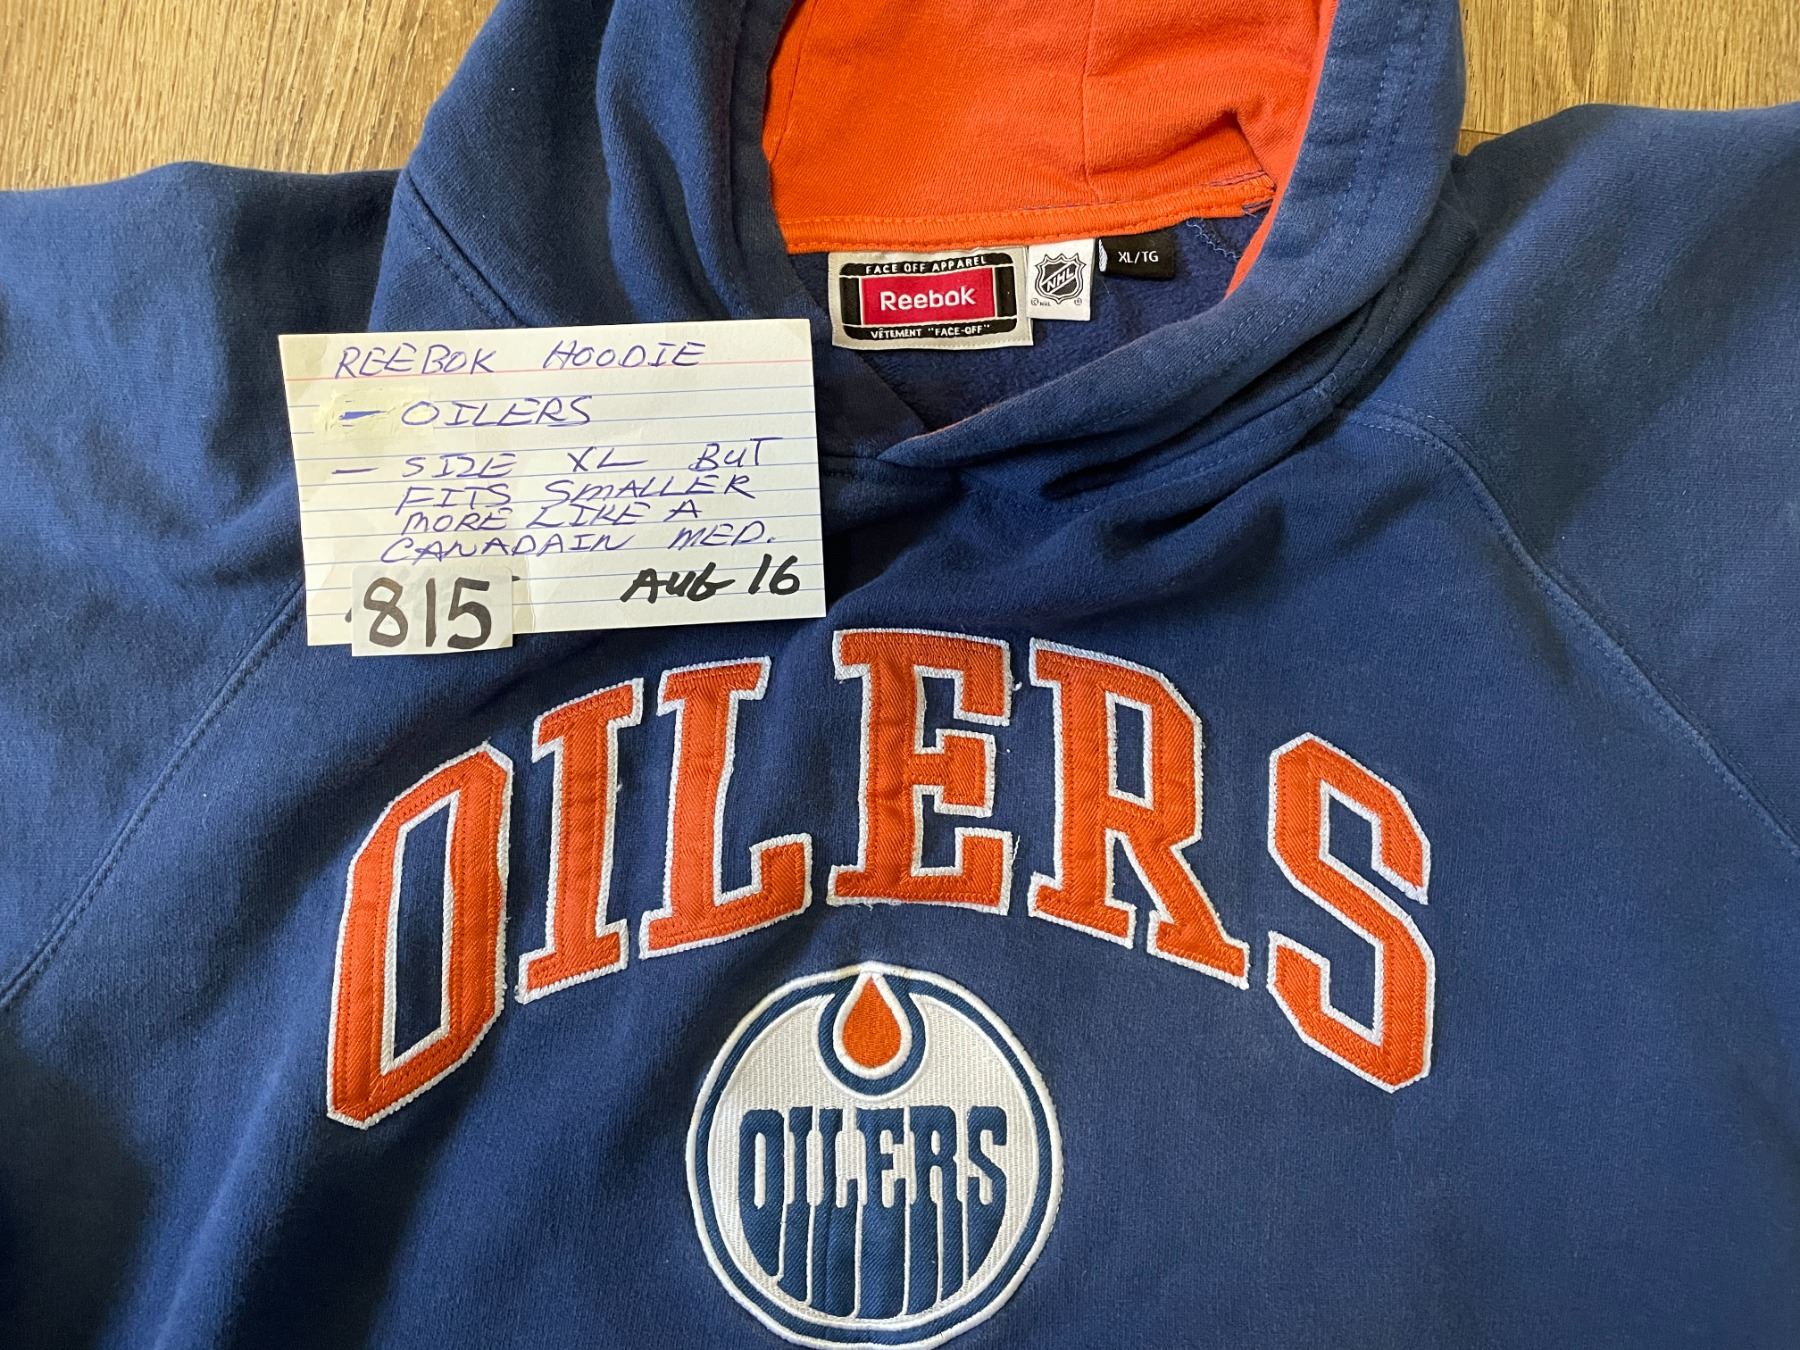 FACE OFF APPAREL
Reebok
VÊTEMENT "FACE-OFF"
NHL
© NHL ®
XL/TG
REEBOK HOODIE
- OILERS
- SIZE XL BUT
FITS SMALLER
MORE LIKE A
CANADAIN MED.
815
AUG 16
OILERS
OILERS